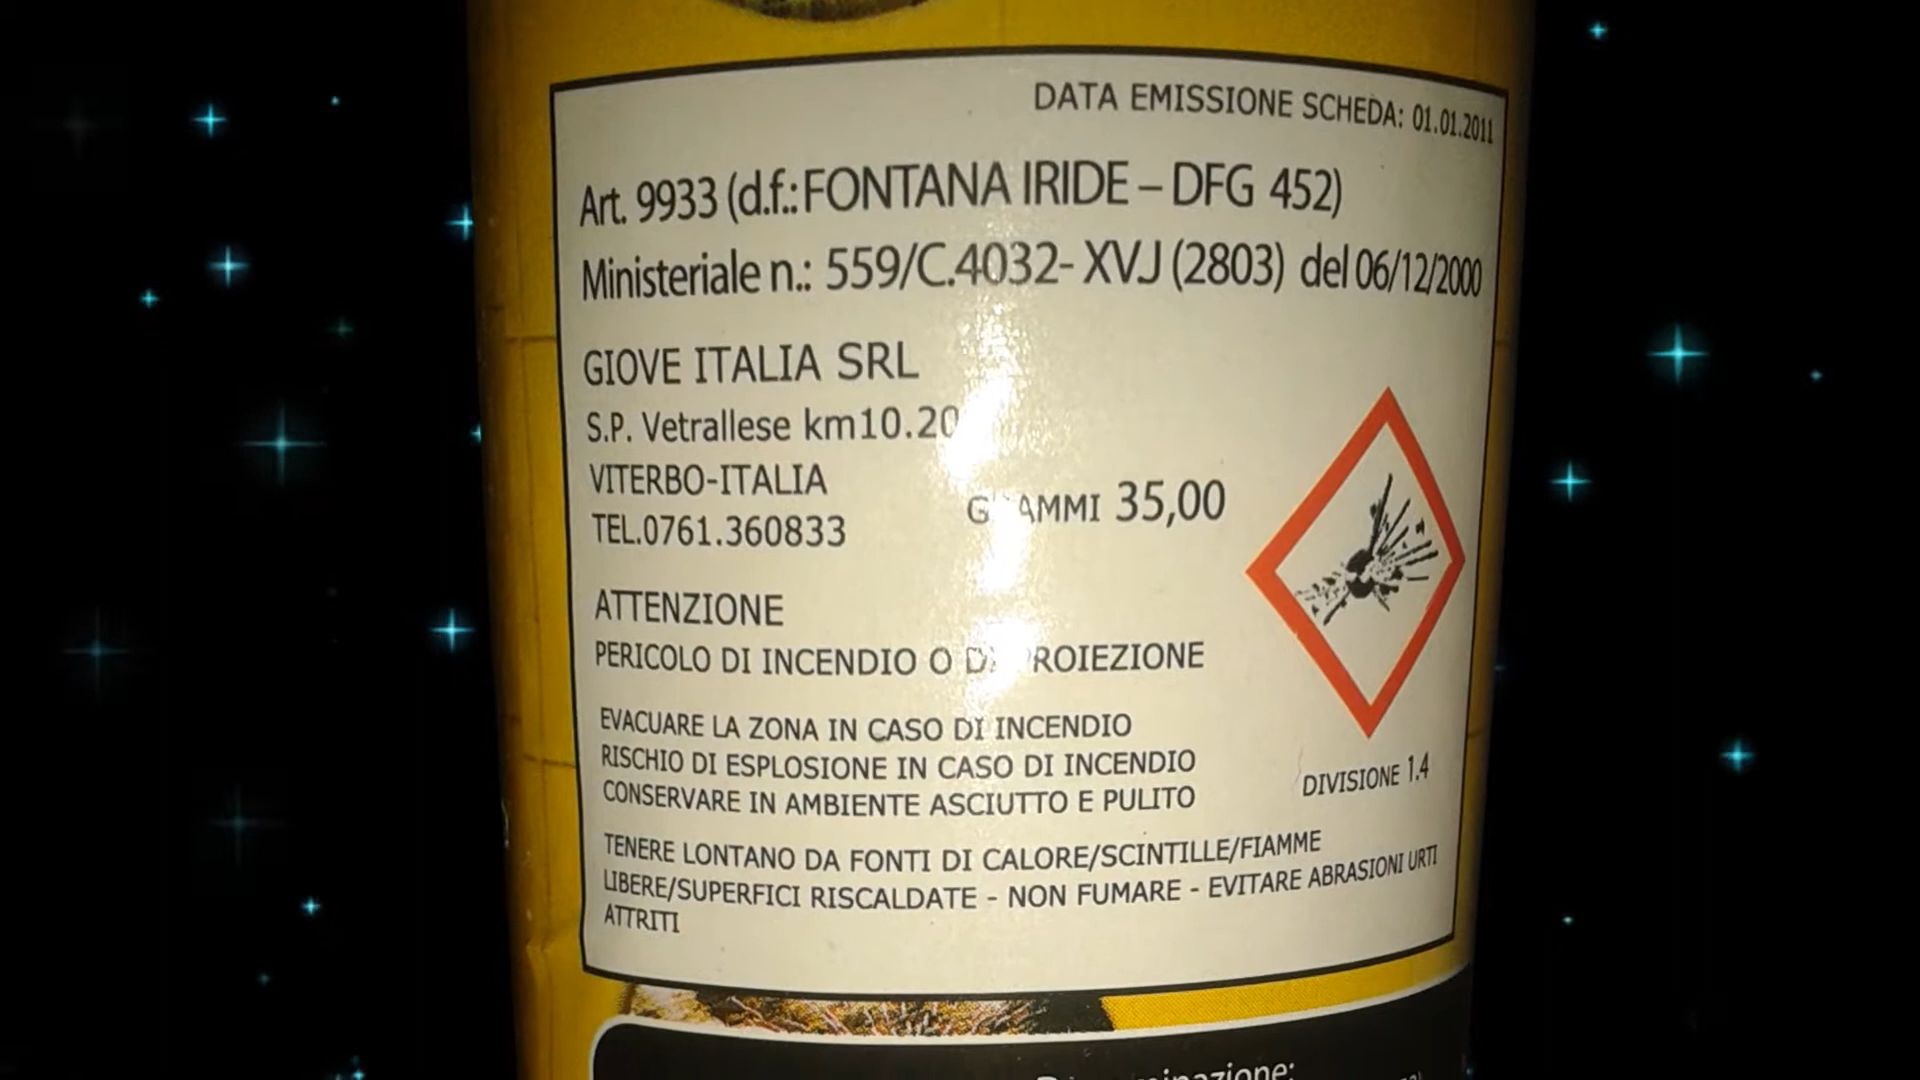 DATA EMISSIONE SCHEDA: 01.01.2011
Art. 9933 (d.f.: FONTANA IRIDE – DFG 452)
Ministeriale n.: 559/C.4032- XVJ (2803) del 06/12/2000
GIOVE ITALIA SRL
S.P. Vetrallese
VITERBO-ITALIA
TEL.0761.360833
GRAMMI 35,00
ATTENZIONE
PERICOLO DI INCENDIO O DI PROIEZIONE
EVACUARE LA ZONA IN CASO DI INCENDIO
RISCHIO DI ESPLOSIONE IN CASO DI INCENDIO
CONSERVARE IN AMBIENTE ASCIUTTO E PULITO
DIVISIONE 1.4
TENERE LONTANO DA FONTI DI CALORE/SCINTILLE/FIAMME
LIBERE/SUPERFICI RISCALDATE - NON FUMARE - EVITARE ABRASIONI URTI
ATTRITI